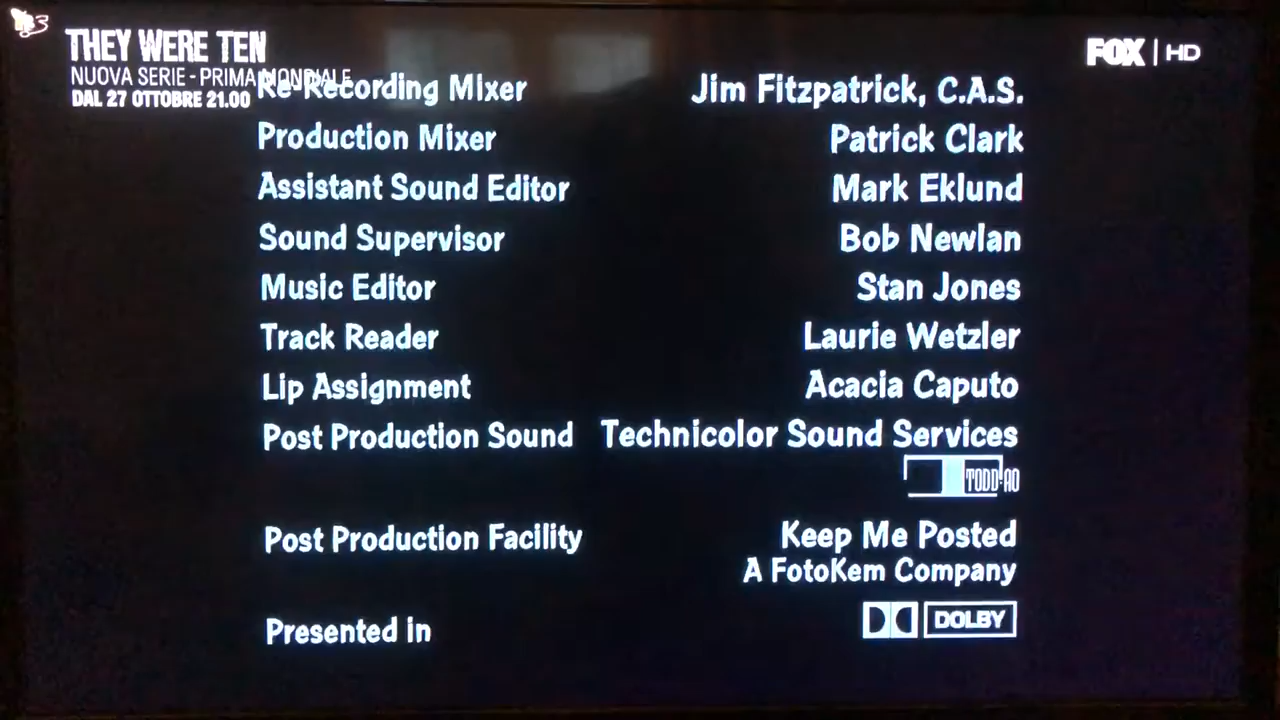 THEY WERE TEN
NUOVA SERIE - PRIMA MONDIALE
DAL 27 OTTOBRE 21.00
FOX | HD
Re-Recording Mixer Jim Fitzpatrick, C.A.S.
Production Mixer Patrick Clark
Assistant Sound Editor Mark Eklund
Sound Supervisor Bob Newlan
Music Editor Stan Jones
Track Reader Laurie Wetzler
Lip Assignment Acacia Caputo
Post Production Sound Technicolor Sound Services
TODD-AO
Post Production Facility Keep Me Posted
A FotoKem Company
Presented in DOLBY